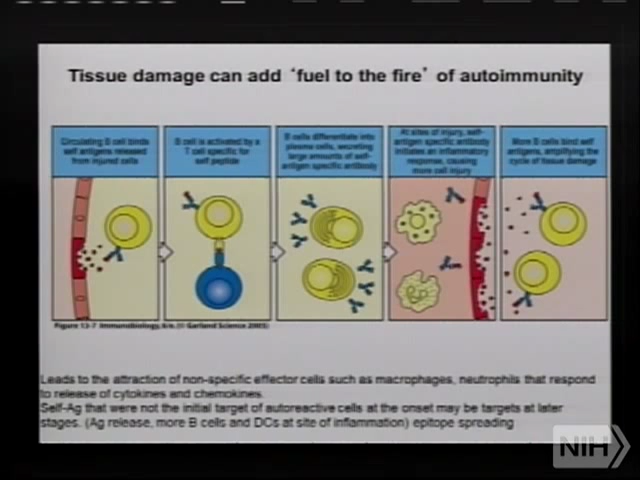 Tissue damage can add 'fuel to the fire' of autoimmunity
Circulating B cell binds
self antigens released
from injured cells
B cell is activated by a
T cell specific for
self peptide
B cells differentiate into
plasma cells, secreting
large amounts of self-
antigen specific antibody
At sites of injury, self-
antigen specific antibody
initiates an inflammatory
response, causing
more cell injury
More B cells bind self
antigens, amplifying the
cycle of tissue damage
Figure 13-7 Immunobiology, 6/e. (© Garland Science 2005)
Leads to the attraction of non-specific effector cells such as macrophages, neutrophils that respond
to release of cytokines and chemokines.
Self-Ag that were not the initial target of autoreactive cells at the onset may be targets at later
stages. (Ag release, more B cells and DCs at site of inflammation) epitope spreading
NIH